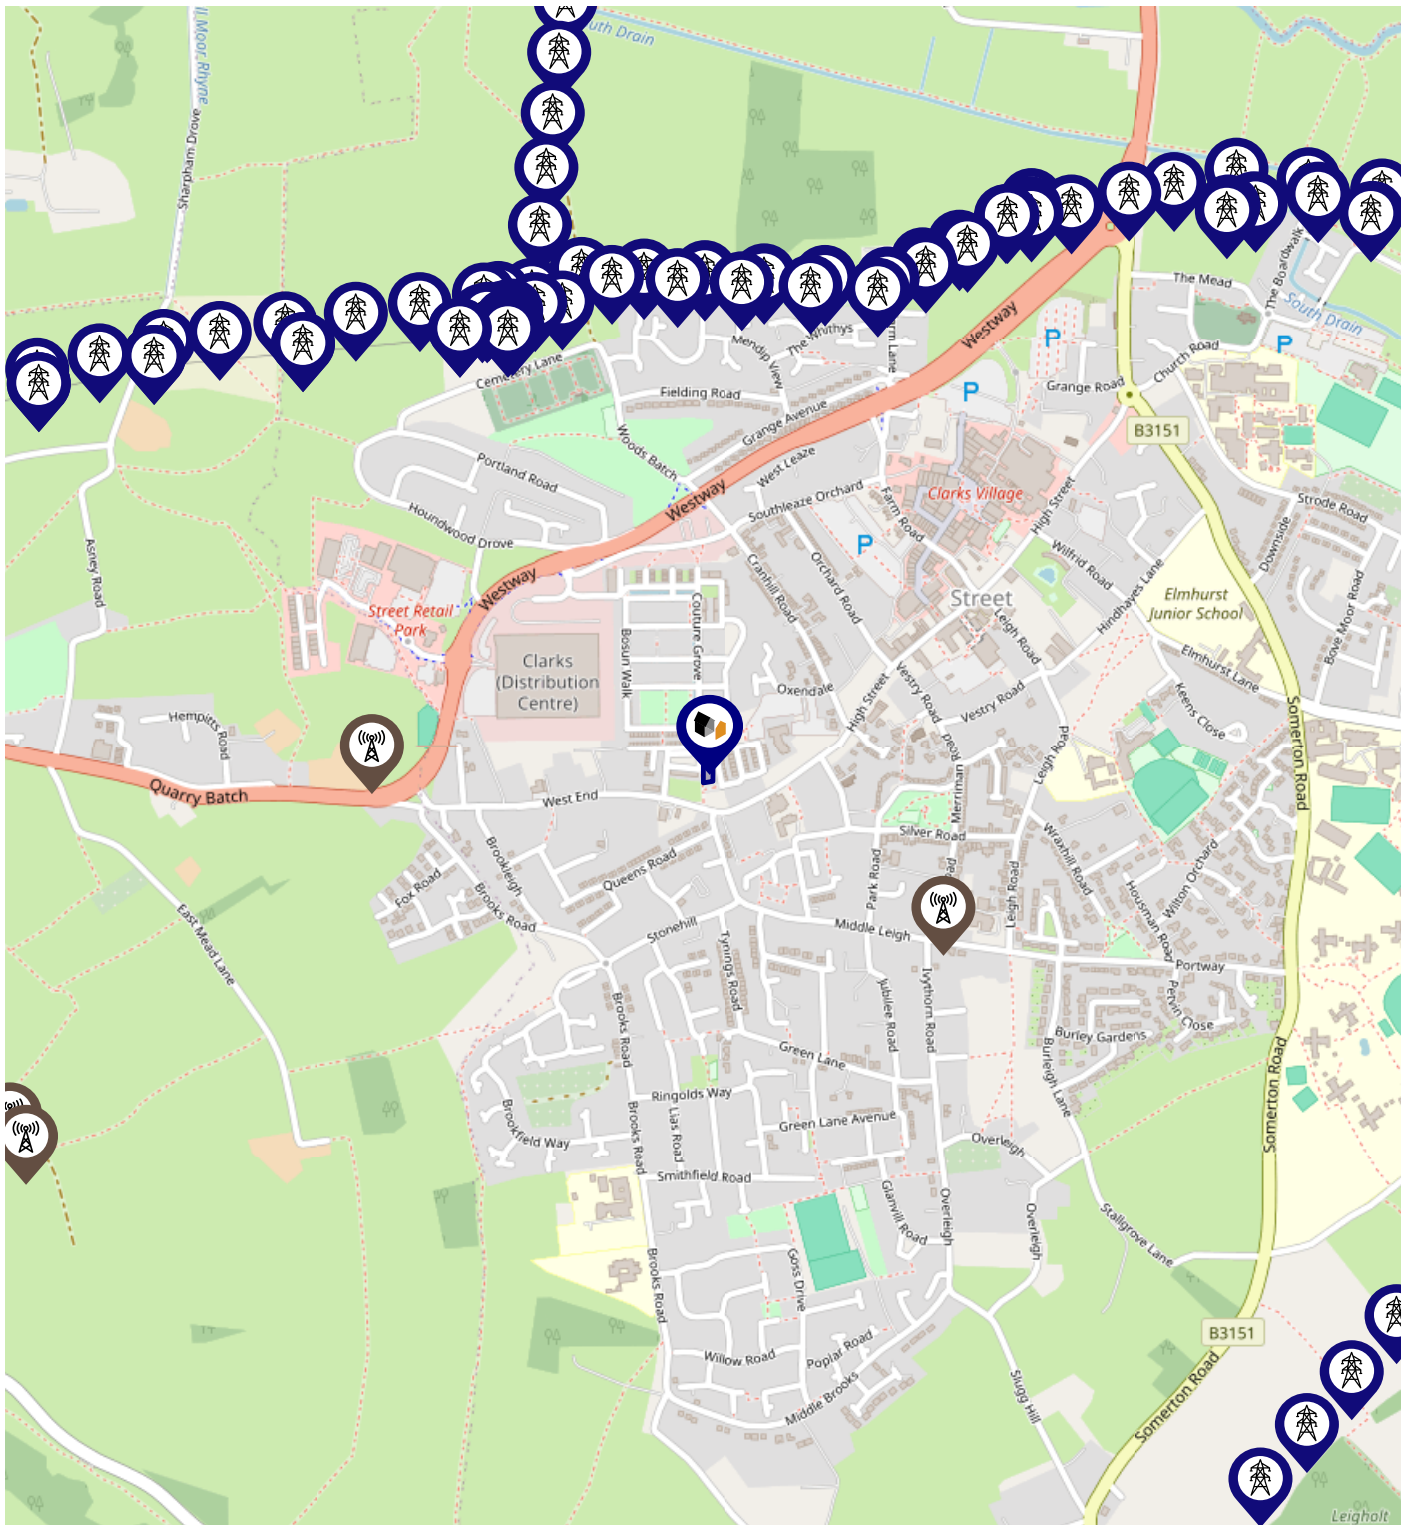 South Drain
ll Moor Rhyne
Sharpham Drove
The Mead
The Boardwalk
South Drain
Westway
P
P
Church Road
The Whithys
Mendip View
Farm Lane
Cemetery Lane
Fielding Road
Grange Road
P
Grange Avenue
B3151
Woods Batch
West Leaze
Portland Road
Westway
Southleaze Orchard
Clarks Village
High Street
Strode Road
Houndwood Drove
Farm Road
P
Downside
Wilfrid Road
Asney Road
Westway
Cranhill Road
Orchard Road
Hindhayes Lane
Elmhurst
Junior School
Street
Street Retail
Park
Couture Grove
Bosun Walk
Leigh Road
Bove Moor Road
Clarks
(Distribution
Centre)
Elmhurst Lane
Oxendale
High Street
Vestry Road
Vestry Road
Keens Close
Hempitts Road
Leigh Road
Somerton Road
Merriman Road
Quarry Batch
West End
Silver Road
Brookleigh
Wraxhill Road
Wilton Orchard
Queens Road
Park Road
Road
Leigh Road
Fox Road
Brooks Road
Housman Road
East Mead Lane
Stonehill
Middle Leigh
Tynings Road
Portway
Ivythorn Road
Jubilee Road
Petvin Close
Brooks Road
Burley Gardens
Green Lane
Burleigh Lane
Somerton Road
Ringolds Way
Lias Road
Brooks Road
Green Lane Avenue
Brookfield Way
Overleigh
Smithfield Road
Glanvill Road
Overleigh
Overleigh
Stallgrove Lane
Goss Drive
Brooks Road
B3151
Willow Road
Poplar Road
Middle Brooks
Slugg Hill
Somerton Road
Leigholt